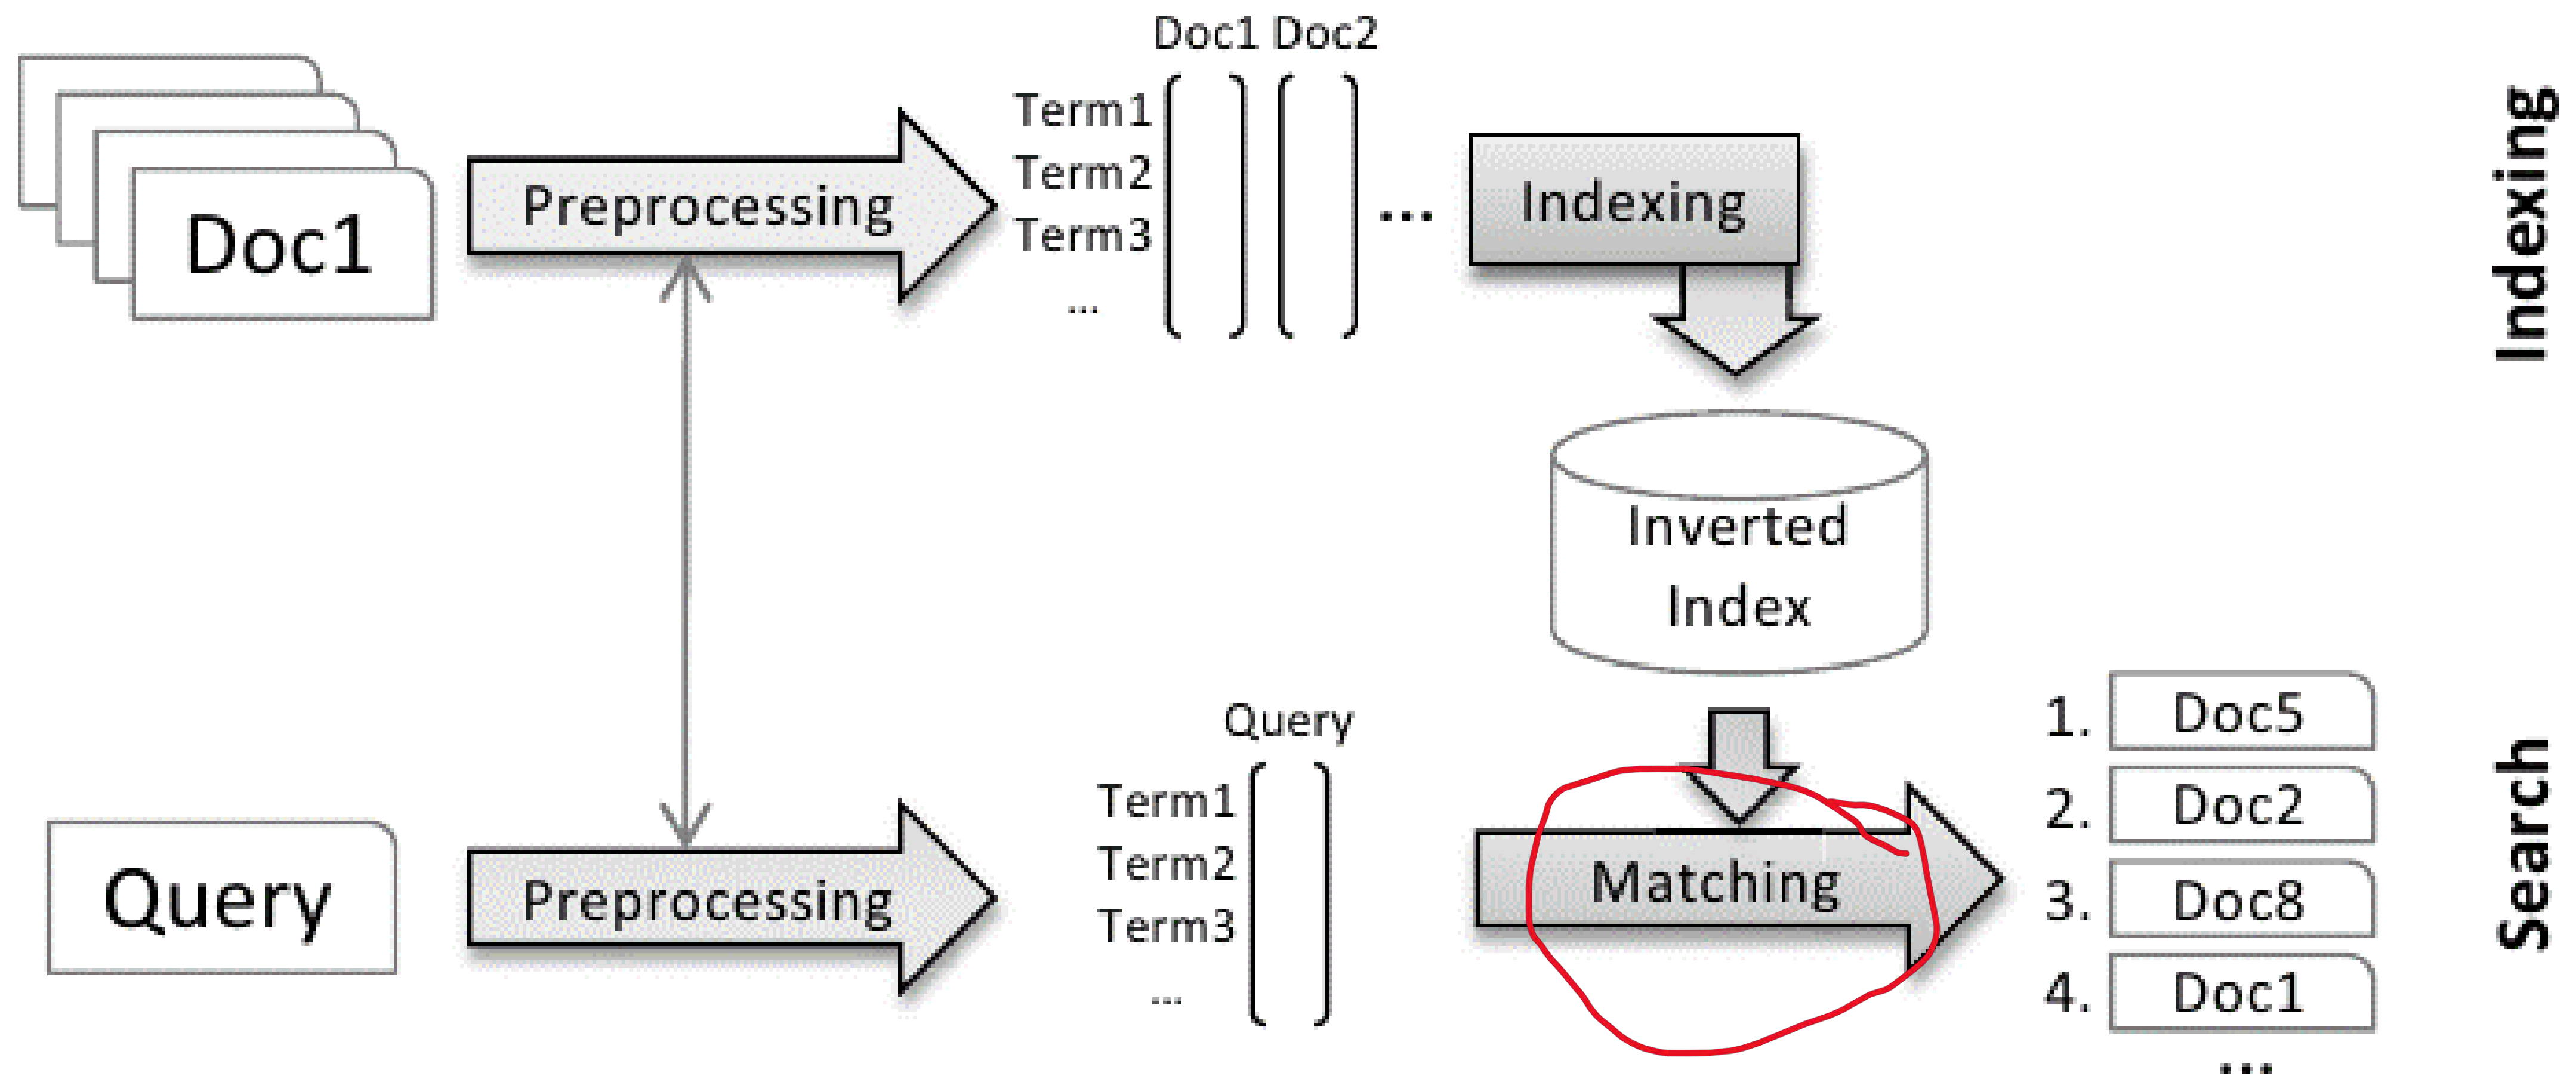 Doc1 Doc2
Term1
Term2
Term3
...
Doc1
Preprocessing
...
Indexing
Indexing
Inverted
Index
Query
Term1
Term2
Term3
...
Query
Preprocessing
Matching
1. Doc5
2. Doc2
3. Doc8
4. Doc1
...
Search